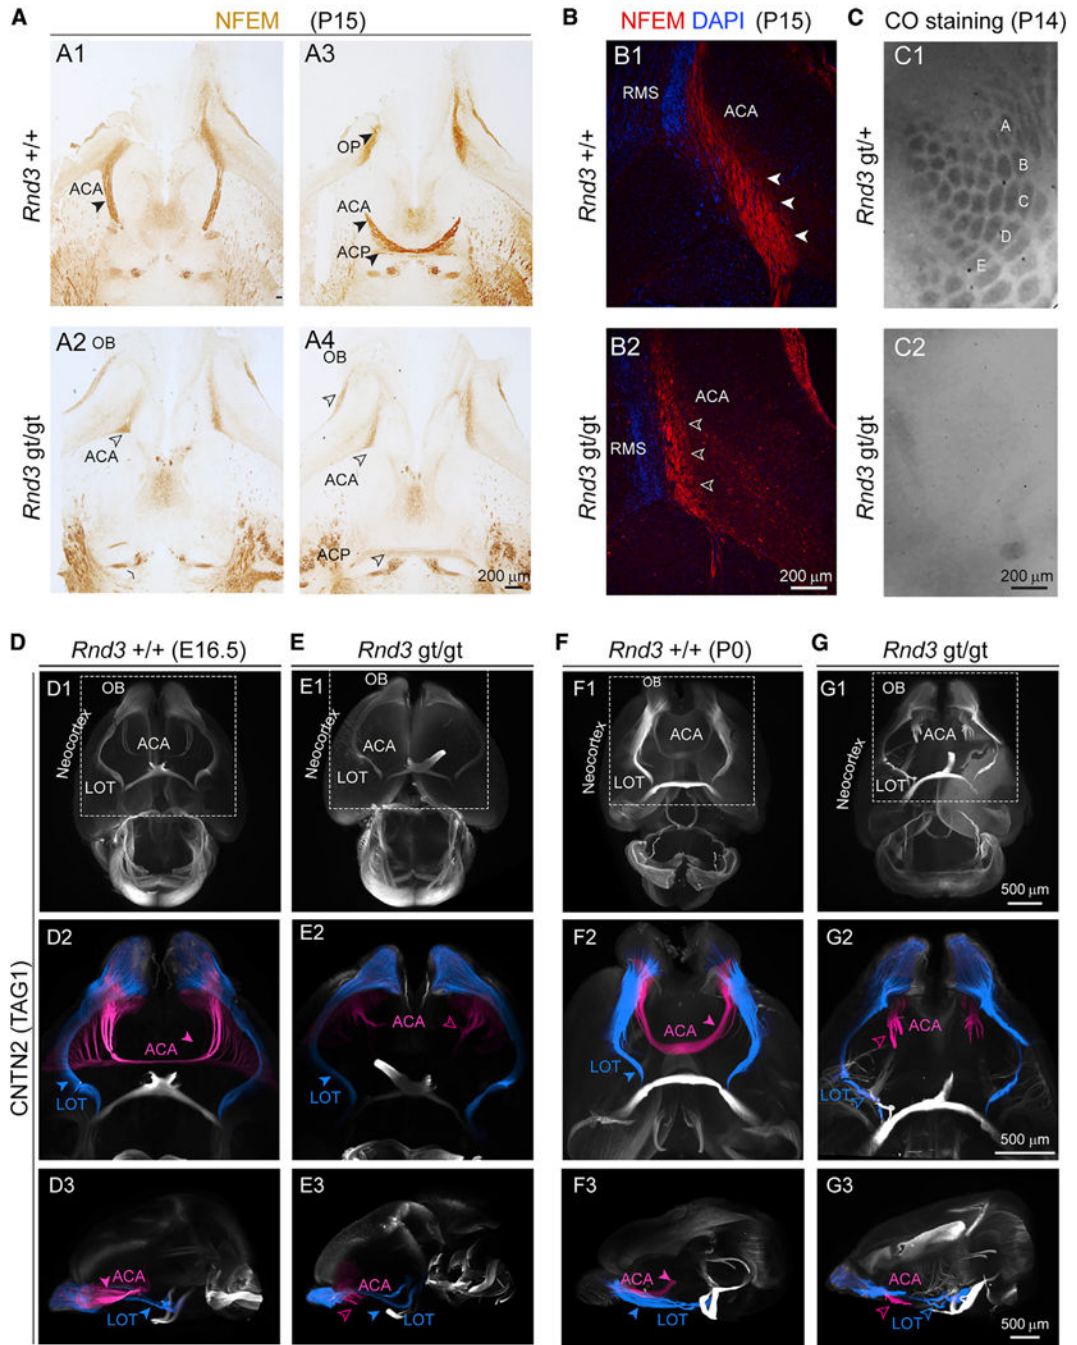 A NFEM (P15)
B NFEM DAPI (P15)
C CO staining (P14)
Rnd3 +/+
A1
ACA
A3
OP
ACA
ACP
Rnd3 +/+
B1
RMS
ACA
Rnd3 gt/+
C1
A
B
C
D
E
Rnd3 gt/gt
A2
OB
ACA
A4
OB
ACA
ACP
200 µm
Rnd3 gt/gt
B2
ACA
RMS
200 µm
Rnd3 gt/gt
C2
200 µm
D Rnd3 +/+ (E16.5)
E Rnd3 gt/gt
F Rnd3 +/+ (P0)
G Rnd3 gt/gt
CNTN2 (TAG1)
D1
OB
Neocortex
ACA
LOT
E1
OB
Neocortex
ACA
LOT
F1
OB
Neocortex
ACA
LOT
G1
OB
Neocortex
ACA
LOT
500 µm
D2
ACA
LOT
E2
ACA
LOT
F2
ACA
LOT
G2
ACA
LOT
500 µm
D3
ACA
LOT
E3
ACA
LOT
F3
ACA
LOT
G3
ACA
LOT
500 µm